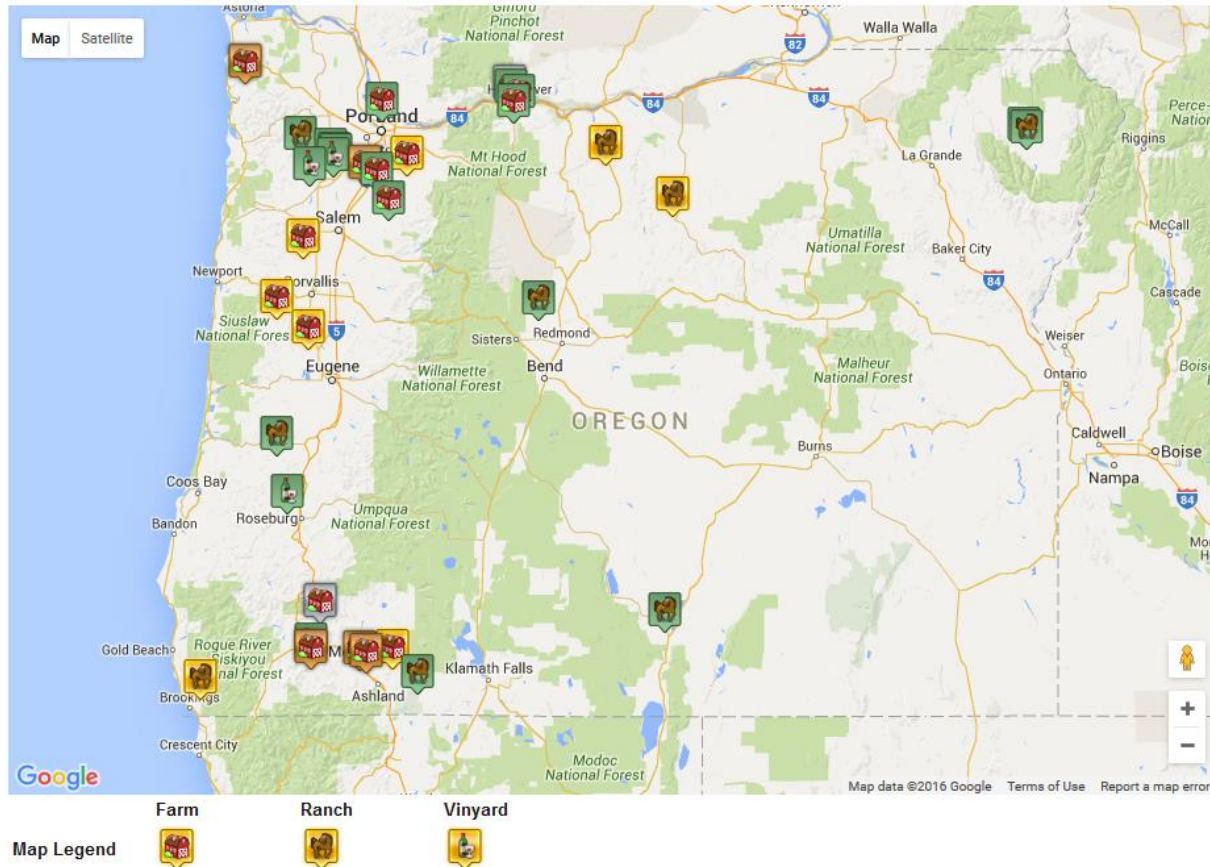 Astoria
Gifford
Pinchot
National Forest
Map Satellite
Walla Walla
82
84
84
84
Portland
Perce-
Nation
Riggins
La Grande
Mt Hood
National Forest
Salem
McCall
Umatilla
National Forest
Baker City
Newport
84
Corvallis
Cascade
Siuslaw
National Fores
5
Sisters
Redmond
Weiser
Eugene
Willamette
National Forest
Bend
Malheur
National Forest
Ontario
Boise
OREGON
Caldwell
Boise
Burns
Nampa
Coos Bay
84
Roseburg
Umpqua
National Forest
Bandon
Gold Beach
Rogue River
Siskiyou
National Forest
Klamath Falls
Ashland
Brookings
Crescent City
Modoc
National Forest
Google
Map data ©2016 Google Terms of Use Report a map error
Farm Ranch Vinyard
Map Legend